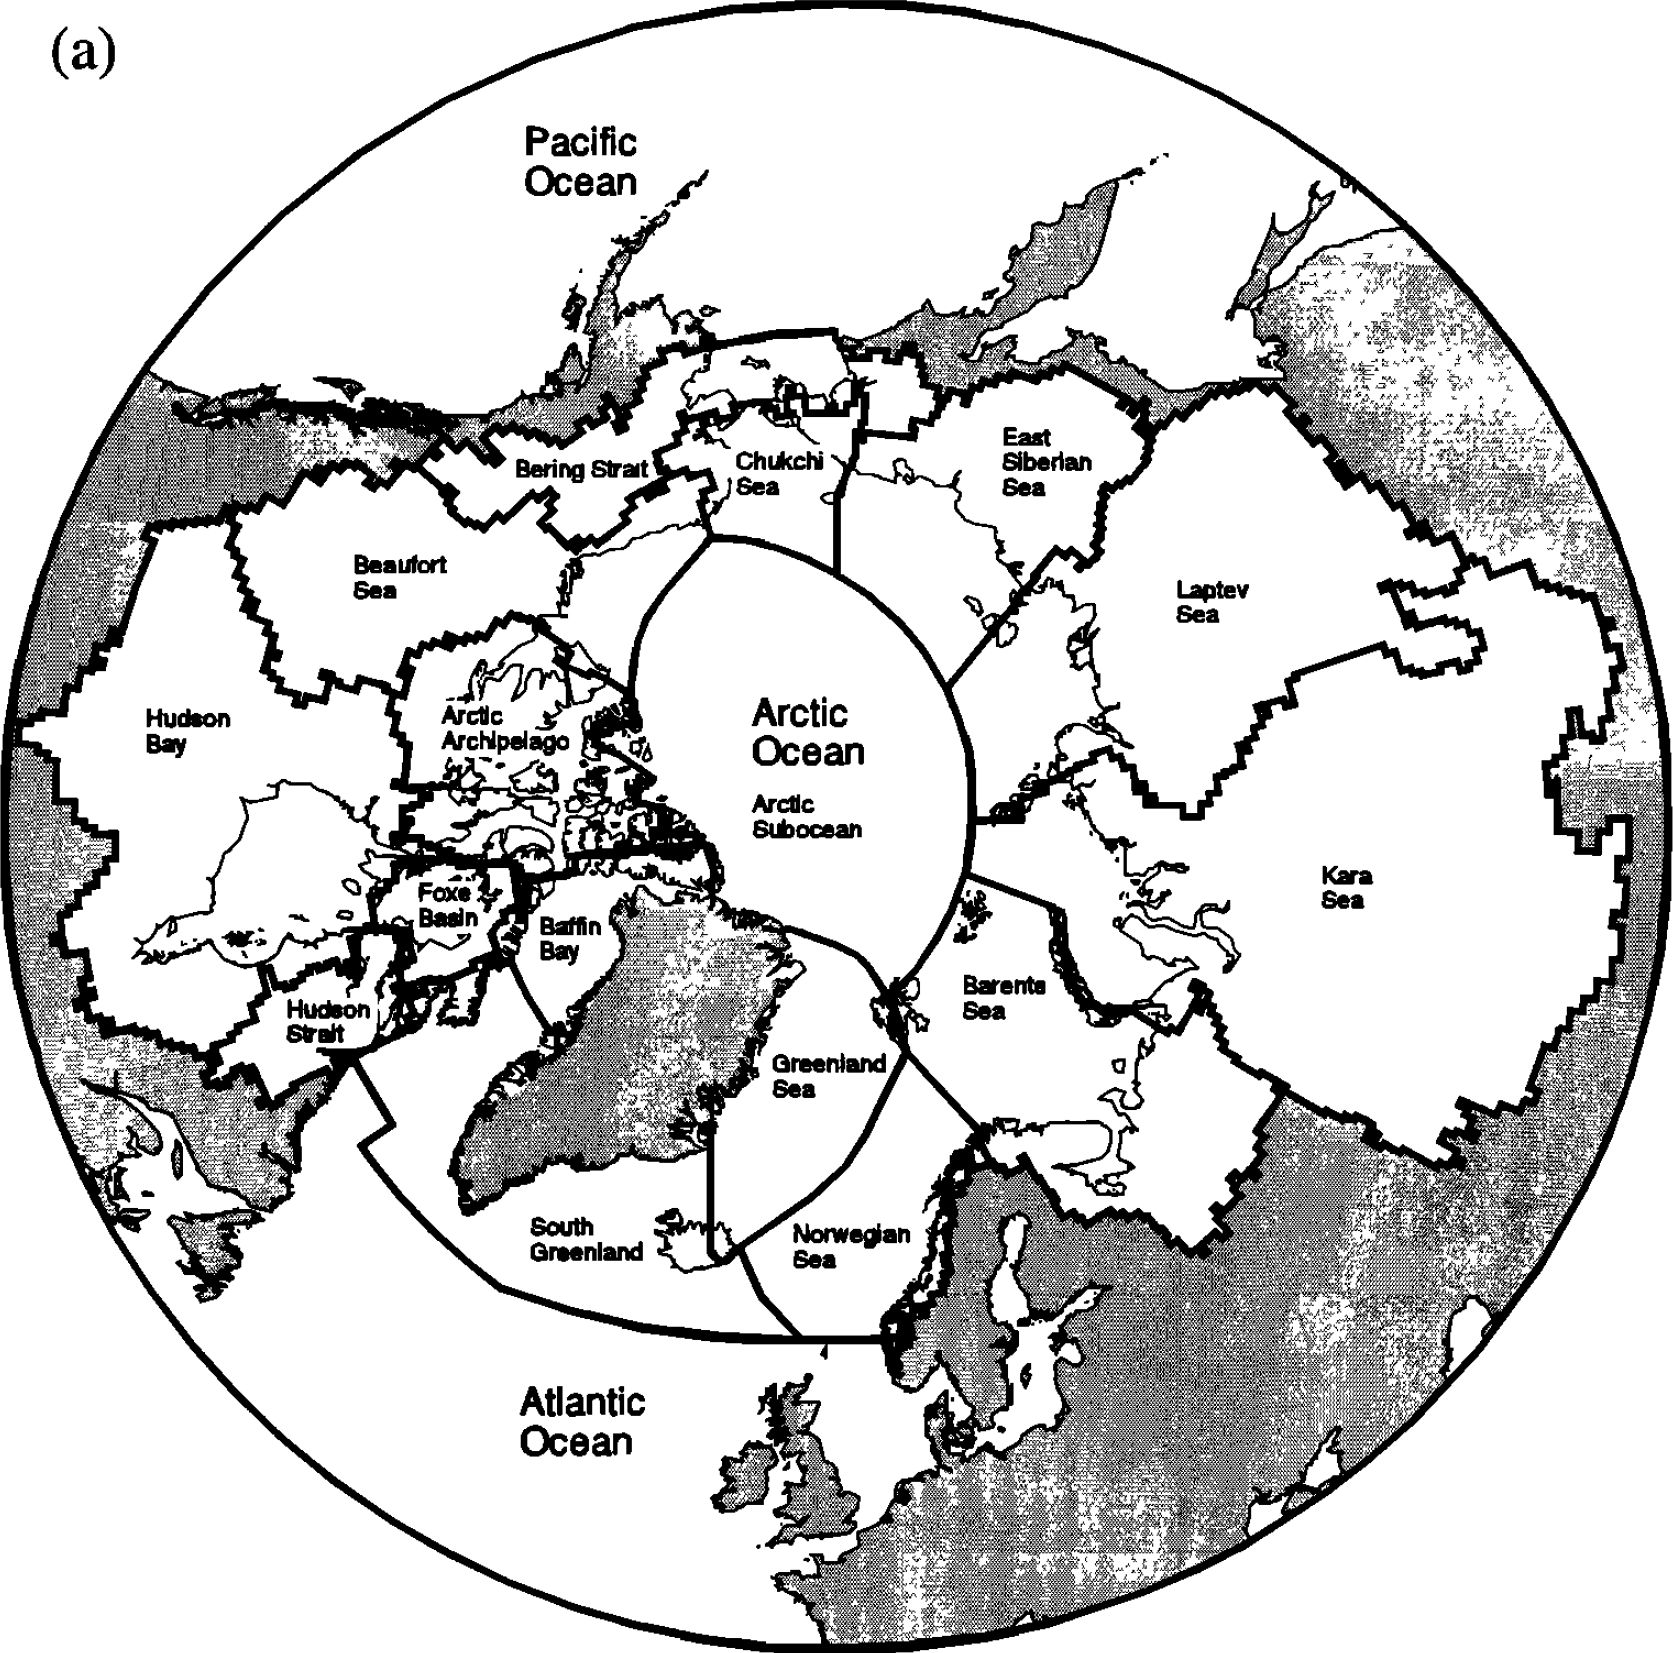 (a)
Pacific
Ocean
East
Siberian
Sea
Bering Strait
Chukchi
Sea
Beaufort
Sea
Laptev
Sea
Hudson
Bay
Arctic
Archipelago
Arctic
Ocean
Arctic
Subocean
Kara
Sea
Foxe
Basin
Baffin
Bay
Barents
Sea
Hudson
Strait
Greenland
Sea
South
Greenland
Norwegian
Sea
Atlantic
Ocean